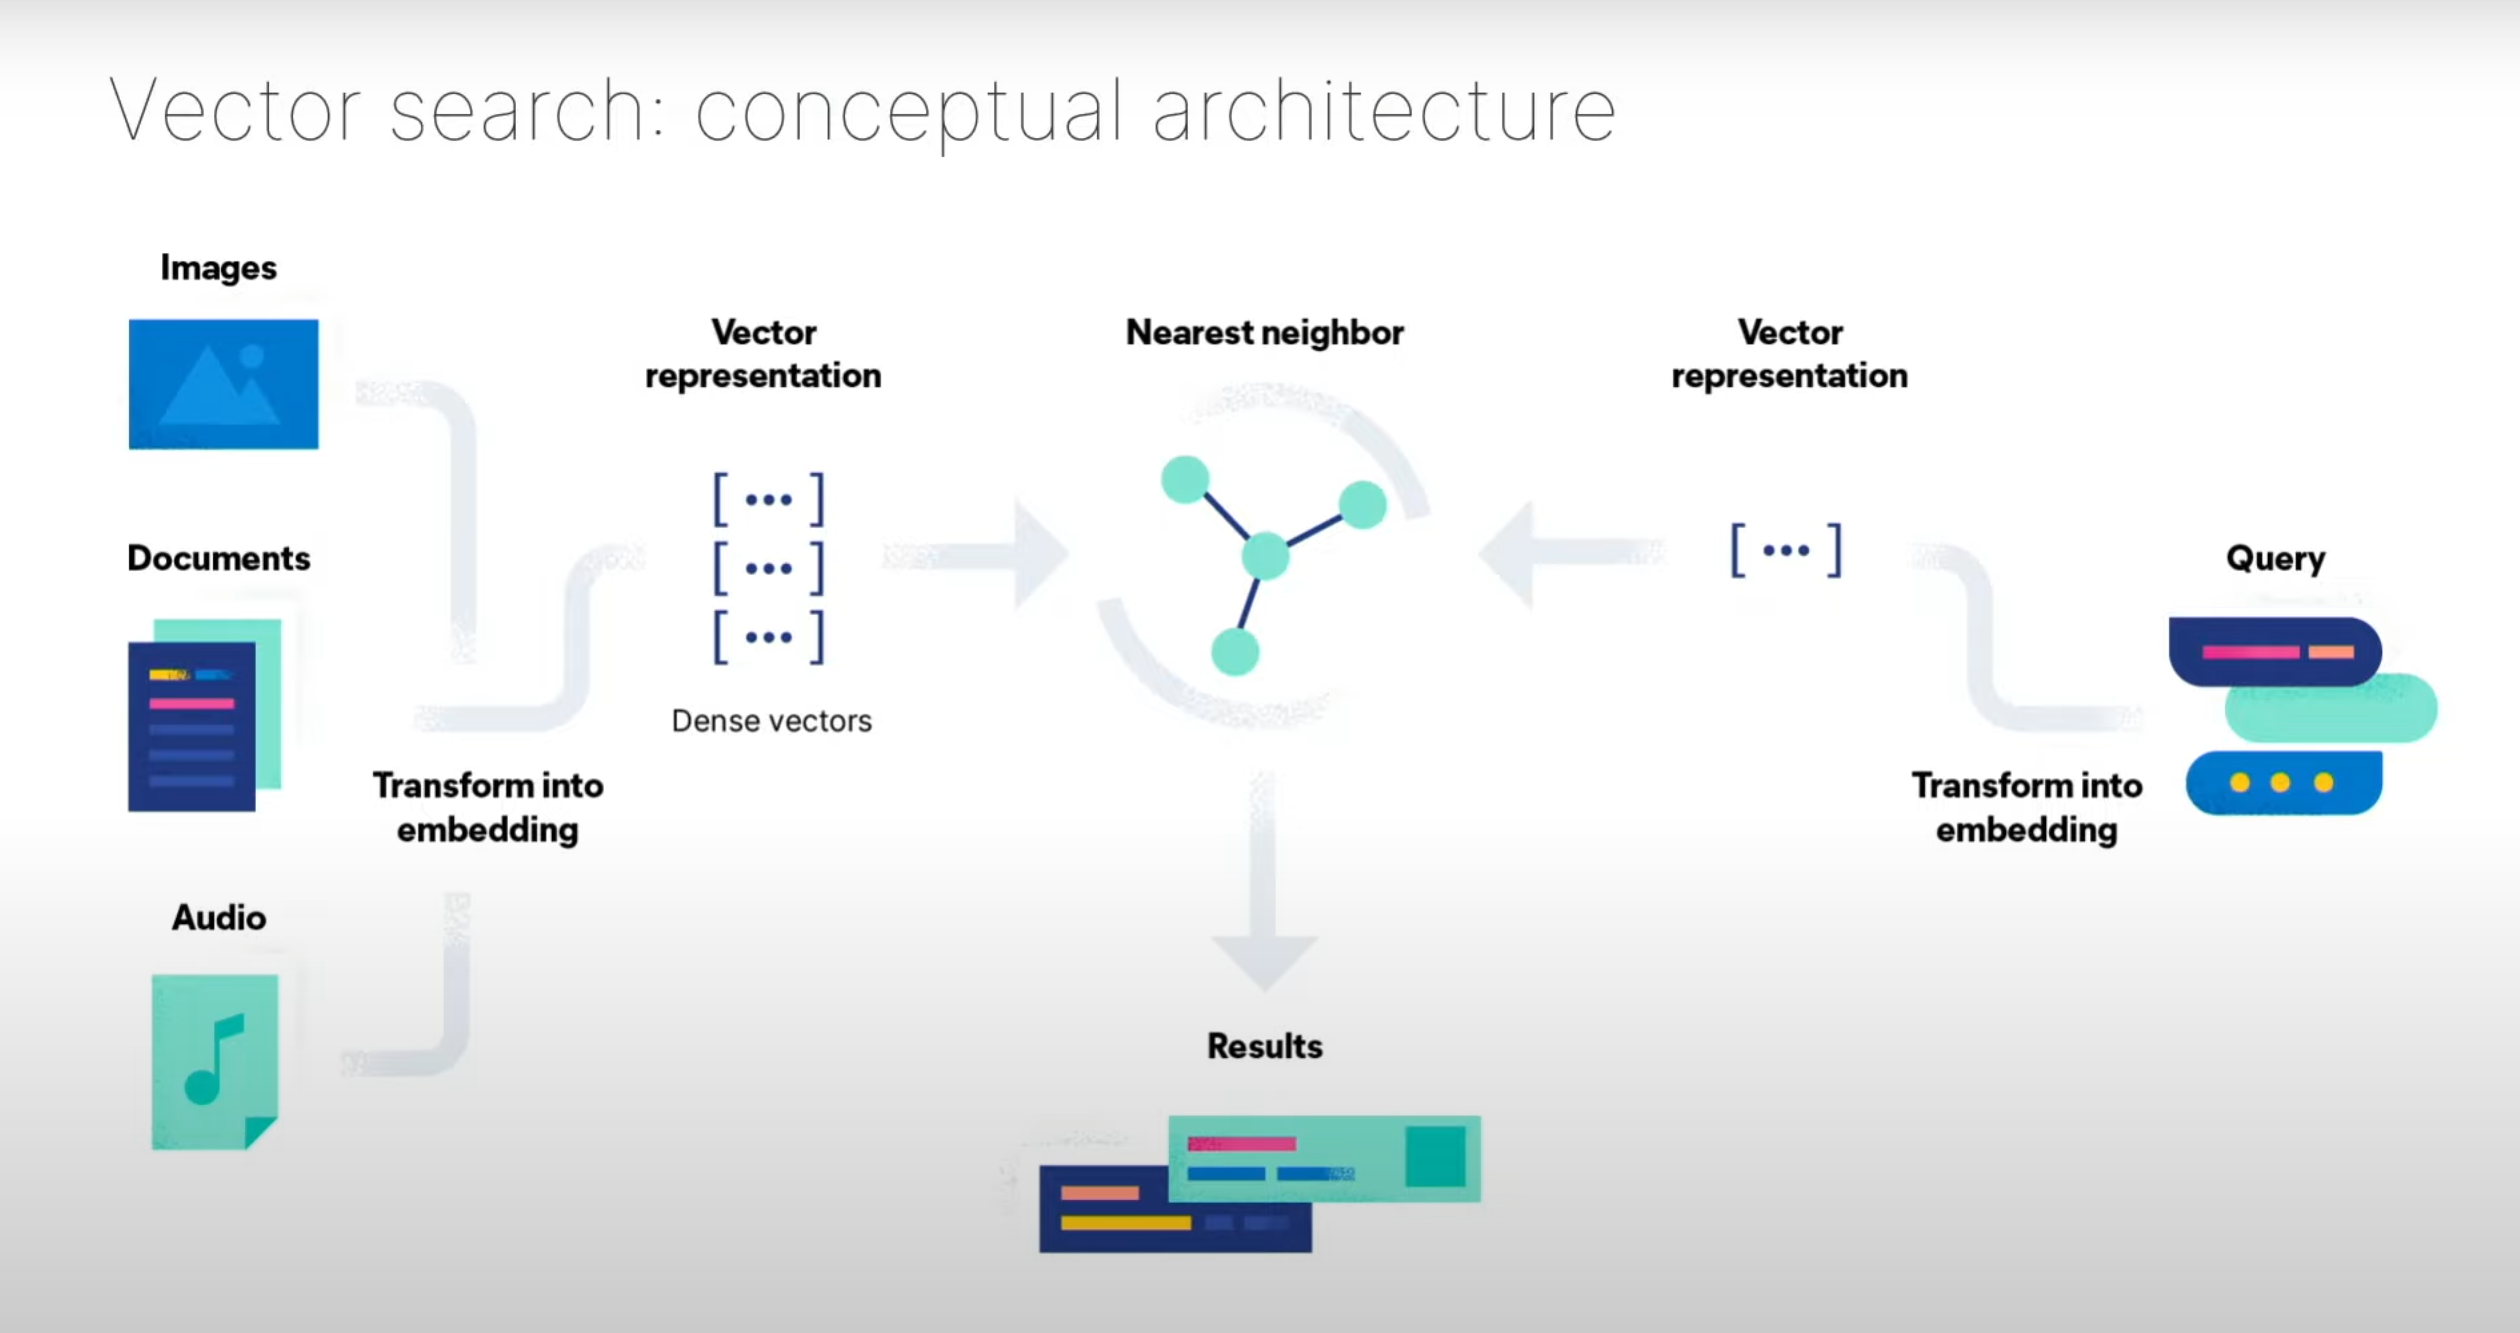 Vector search: conceptual architecture
Images
Documents
Audio
Transform into
embedding
Vector
representation
Dense vectors
Nearest neighbor
Results
Vector
representation
Transform into
embedding
Query